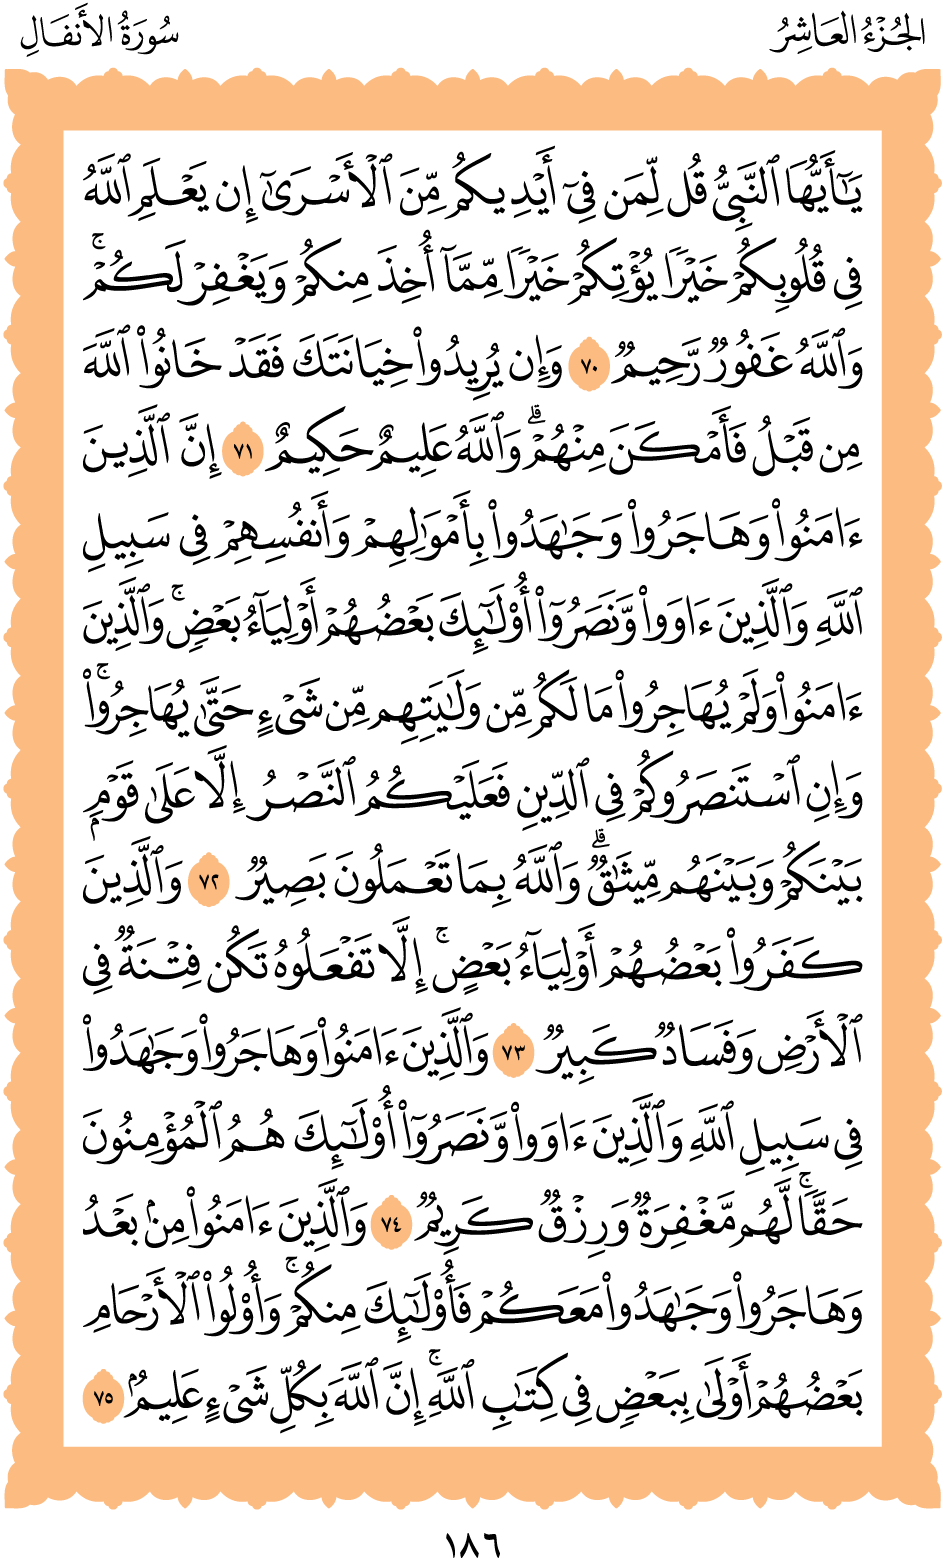 الجُزْءُ العَاشِرُ
سُورَةُ الأَنفَالِ
يَـٰٓأَيُّهَا ٱلنَّبِىُّ قُل لِّمَن فِىٓ أَيْدِيكُم مِّنَ ٱلْأَسْرَىٰٓ إِن يَعْلَمِ ٱللَّهُ
فِى قُلُوبِكُمْ خَيْرًا يُؤْتِكُمْ خَيْرًا مِّمَّآ أُخِذَ مِنكُمْ وَيَغْفِرْ لَكُمْ ۚ
وَٱللَّهُ غَفُورٌ رَّحِيمٌ ٧٠ وَإِن يُرِيدُوا۟ خِيَانَتَكَ فَقَدْ خَانُوا۟ ٱللَّهَ
مِن قَبْلُ فَأَمْكَنَ مِنْهُمْ ۗ وَٱللَّهُ عَلِيمٌ حَكِيمٌ ٧١ إِنَّ ٱلَّذِينَ
ءَامَنُوا۟ وَهَاجَرُوا۟ وَجَـٰهَدُوا۟ بِأَمْوَٰلِهِمْ وَأَنفُسِهِمْ فِى سَبِيلِ
ٱللَّهِ وَٱلَّذِينَ ءَاوَوا۟ وَّنَصَرُوٓا۟ أُو۟لَـٰٓئِكَ بَعْضُهُمْ أَوْلِيَآءُ بَعْضٍ ۚ وَٱلَّذِينَ
ءَامَنُوا۟ وَلَمْ يُهَاجِرُوا۟ مَا لَكُم مِّن وَلَـٰيَتِهِم مِّن شَىْءٍ حَتَّىٰ يُهَاجِرُوا۟ ۚ
وَإِنِ ٱسْتَنصَرُوكُمْ فِى ٱلدِّينِ فَعَلَيْكُمُ ٱلنَّصْرُ إِلَّا عَلَىٰ قَوْمٍۭ
بَيْنَكُمْ وَبَيْنَهُم مِّيثَـٰقٌ ۗ وَٱللَّهُ بِمَا تَعْمَلُونَ بَصِيرٌ ٧٢ وَٱلَّذِينَ
كَفَرُوا۟ بَعْضُهُمْ أَوْلِيَآءُ بَعْضٍ ۚ إِلَّا تَفْعَلُوهُ تَكُن فِتْنَةٌ فِى
ٱلْأَرْضِ وَفَسَادٌ كَبِيرٌ ٧٣ وَٱلَّذِينَ ءَامَنُوا۟ وَهَاجَرُوا۟ وَجَـٰهَدُوا۟
فِى سَبِيلِ ٱللَّهِ وَٱلَّذِينَ ءَاوَوا۟ وَّنَصَرُوٓا۟ أُو۟لَـٰٓئِكَ هُمُ ٱلْمُؤْمِنُونَ
حَقًّا ۚ لَّهُم مَّغْفِرَةٌ وَرِزْقٌ كَرِيمٌ ٧٤ وَٱلَّذِينَ ءَامَنُوا۟ مِنۢ بَعْدُ
وَهَاجَرُوا۟ وَجَـٰهَدُوا۟ مَعَكُمْ فَأُو۟لَـٰٓئِكَ مِنكُمْ ۚ وَأُو۟لُوا۟ ٱلْأَرْحَامِ
بَعْضُهُمْ أَوْلَىٰ بِبَعْضٍ فِى كِتَـٰبِ ٱللَّهِ ۚ إِنَّ ٱللَّهَ بِكُلِّ شَىْءٍ عَلِيمٌۢ ٧٥
١٨٦